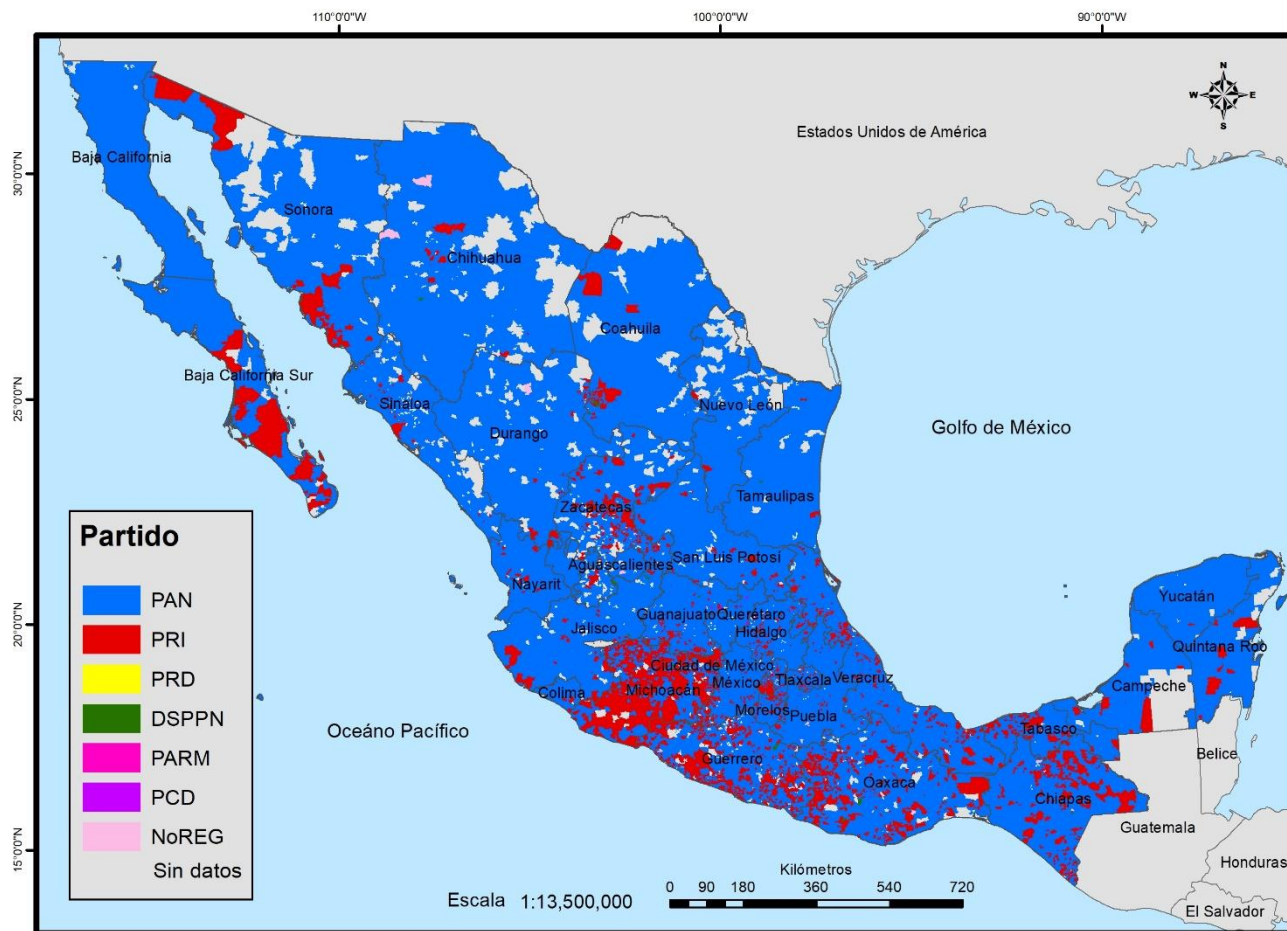 110°0'0"W
100°0'0"W
90°0'0"W
30°0'0"N
25°0'0"N
20°0'0"N
15°0'0"N
N
W
E
S
Estados Unidos de América
Baja California
Sonora
Chihuahua
Coahuila
Baja California Sur
Sinaloa
Nuevo León
Durango
Golfo de México
Tamaulipas
Zacatecas
San Luis Potosí
Aguascalientes
Nayarit
Yucatán
Guanajuato
Querétaro
Jalisco
Hidalgo
Quintana Roo
Ciudad de México
Colima
Michoacán
México
Tlaxcala
Veracruz
Campeche
Morelos
Puebla
Tabasco
Océano Pacífico
Guerrero
Oaxaca
Belice
Chiapas
Guatemala
Honduras
El Salvador
Partido
PAN
PRI
PRD
DSPPN
PARM
PCD
NoREG
Sin datos
Kilómetros
Escala 1:13,500,000
0 90 180 360 540 720